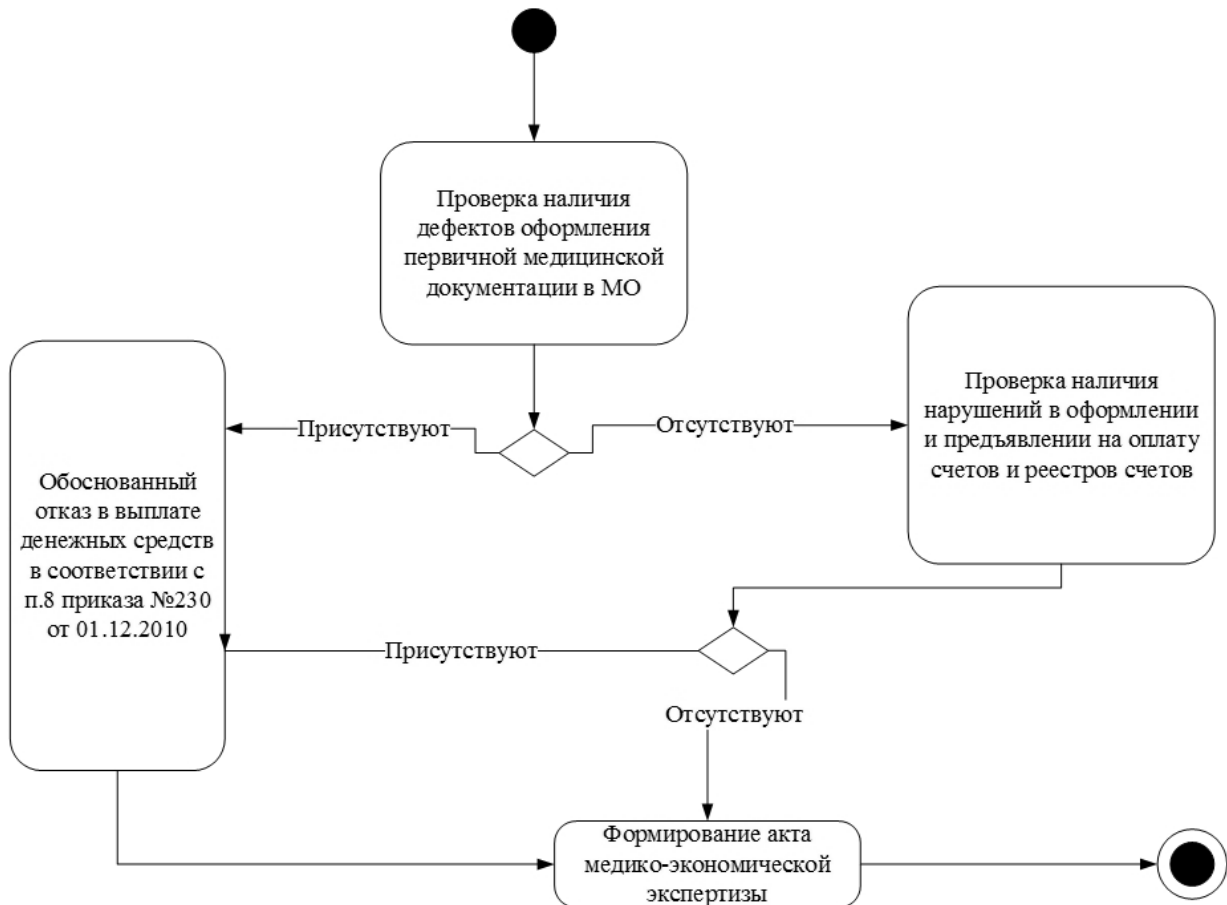 Проверка наличия
дефектов оформления
первичной медицинской
документации в МО
Присутствуют
Отсутствуют
Проверка наличия
нарушений в оформлении
и предъявлении на оплату
счетов и реестров счетов
Обоснованный
отказ в выплате
денежных средств
в соответствии с
п.8 приказа №230
от 01.12.2010
Присутствуют
Отсутствуют
Формирование акта
медико-экономической
экспертизы